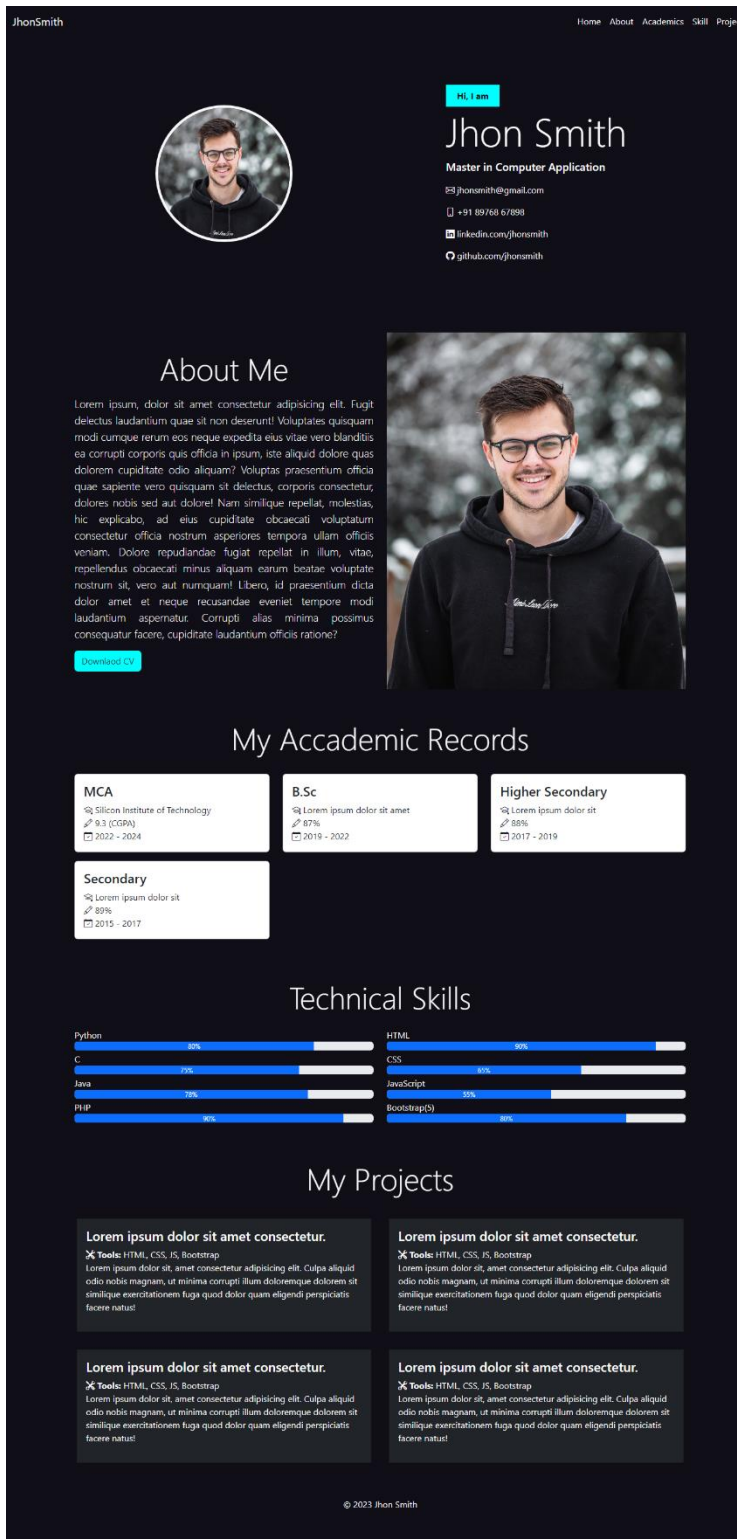 JhonSmith
Home About Academics Skill Projec
Hi, I am
Jhon Smith
Master in Computer Application
jhonsmith@gmail.com
+91 89768 67898
linkedin.com/jhonsmith
github.com/jhonsmith
About Me
Lorem ipsum, dolor sit amet consectetur adipisicing elit. Fugit
delectus laudantium quae sit non deserunt! Voluptates quisquam
modi cumque rerum eos neque expedita eius vitae vero blanditiis
ea corrupti corporis quis officia in ipsum, iste aliquid dolore quas
dolorem cupiditate odio aliquam? Voluptas praesentium officia
quae sapiente vero quisquam sit delectus, corporis consectetur,
dolores nobis sed aut dolore! Nam similique repellat, molestias,
hic explicabo, ad eius cupiditate obcaecati voluptatum
consectetur officia nostrum asperiores tempora ullam officiis
veniam. Dolore repudiandae fugiat repellat in illum, vitae,
repellendus obcaecati minus aliquam earum beatae voluptate
nostrum sit, vero aut numquam! Libero, id praesentium dicta
dolor amet et neque recusandae eveniet tempore modi
laudantium aspernatur. Corrupti alias minima possimus
consequatur facere, cupiditate laudantium officiis ratione?
Downlaod CV
My Accademic Records
MCA
Silicon Institute of Technology
9.3 (CGPA)
2022 - 2024
B.Sc
Lorem ipsum dolor sit amet
87%
2019 - 2022
Higher Secondary
Lorem ipsum dolor sit
88%
2017 - 2019
Secondary
Lorem ipsum dolor sit
89%
2015 - 2017
Technical Skills
Python
80%
C
75%
Java
78%
PHP
90%
HTML
90%
CSS
65%
JavaScript
55%
Bootstrap(5)
80%
My Projects
Lorem ipsum dolor sit amet consectetur.
Tools: HTML, CSS, JS, Bootstrap
Lorem ipsum dolor sit, amet consectetur adipisicing elit. Culpa aliquid
odio nobis magnam, ut minima corrupti illum doloremque dolorem sit
similique exercitationem fuga quod dolor quam eligendi perspiciatis
facere natus!
Lorem ipsum dolor sit amet consectetur.
Tools: HTML, CSS, JS, Bootstrap
Lorem ipsum dolor sit, amet consectetur adipisicing elit. Culpa aliquid
odio nobis magnam, ut minima corrupti illum doloremque dolorem sit
similique exercitationem fuga quod dolor quam eligendi perspiciatis
facere natus!
Lorem ipsum dolor sit amet consectetur.
Tools: HTML, CSS, JS, Bootstrap
Lorem ipsum dolor sit, amet consectetur adipisicing elit. Culpa aliquid
odio nobis magnam, ut minima corrupti illum doloremque dolorem sit
similique exercitationem fuga quod dolor quam eligendi perspiciatis
facere natus!
Lorem ipsum dolor sit amet consectetur.
Tools: HTML, CSS, JS, Bootstrap
Lorem ipsum dolor sit, amet consectetur adipisicing elit. Culpa aliquid
odio nobis magnam, ut minima corrupti illum doloremque dolorem sit
similique exercitationem fuga quod dolor quam eligendi perspiciatis
facere natus!
© 2023 Jhon Smith